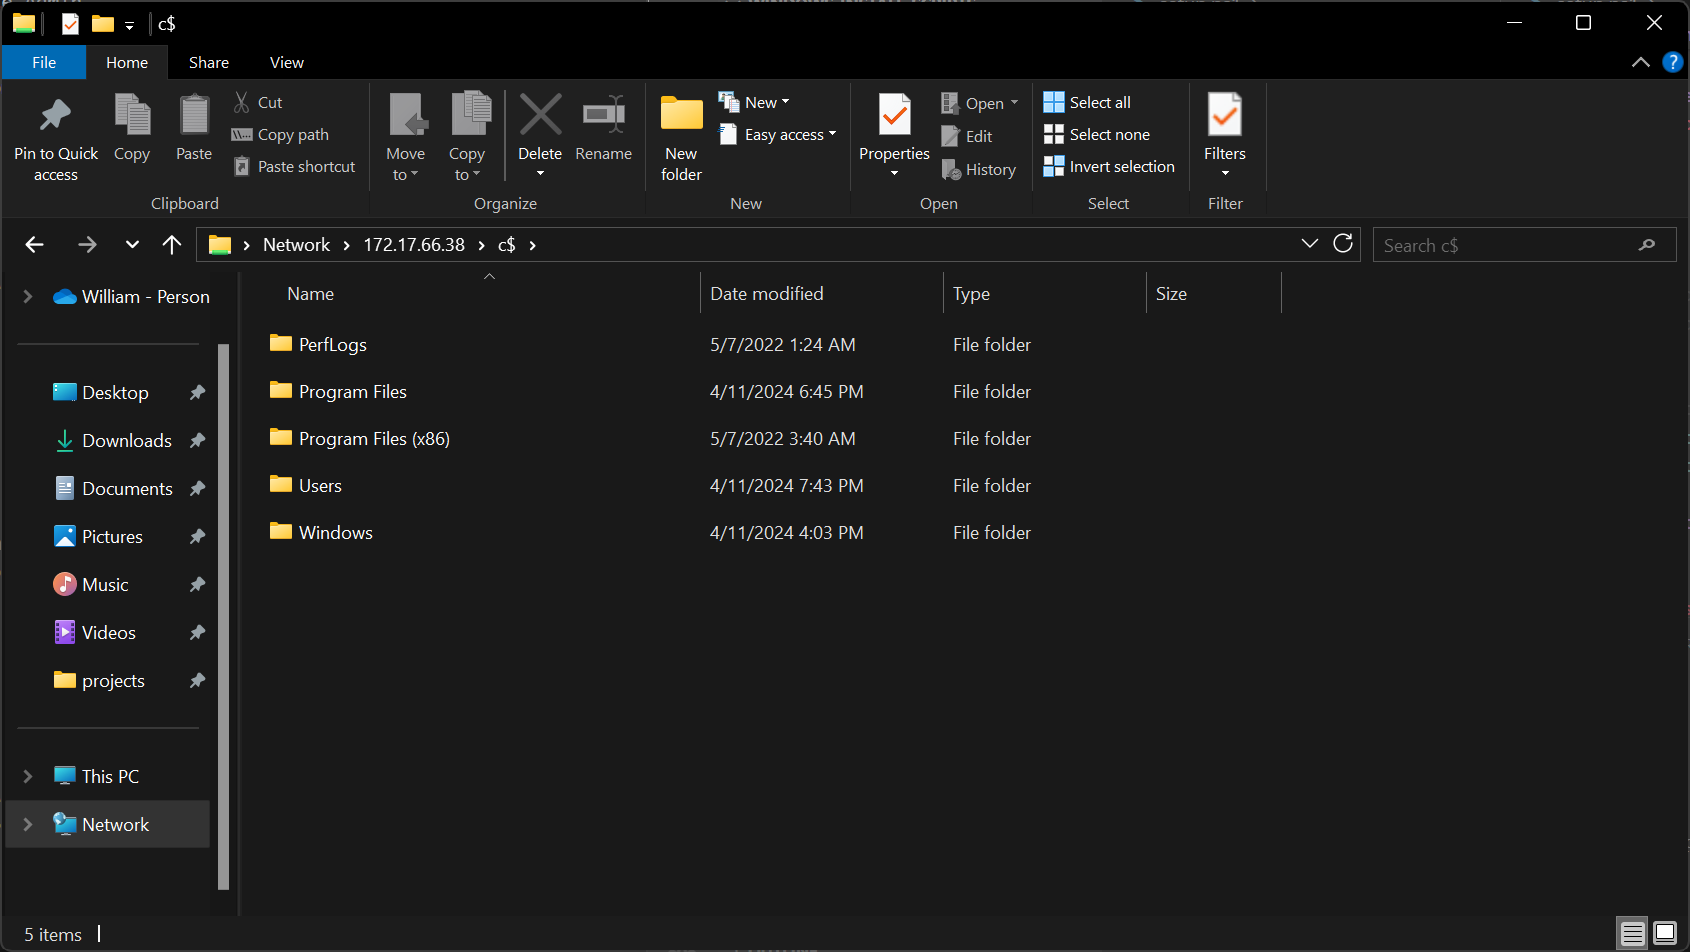 c$
File
Home
Share
View
?
Pin to Quick access
Copy
Paste
Cut
Copy path
Paste shortcut
Clipboard
Move to
Copy to
Delete
Rename
Organize
New folder
New
Easy access
New
Properties
Open
Edit
History
Open
Select all
Select none
Invert selection
Select
Filters
Filter
Network
172.17.66.38
c$
Search c$
William - Person
Desktop
Downloads
Documents
Pictures
Music
Videos
projects
This PC
Network
Name Date modified Type Size
PerfLogs 5/7/2022 1:24 AM File folder
Program Files 4/11/2024 6:45 PM File folder
Program Files (x86) 5/7/2022 3:40 AM File folder
Users 4/11/2024 7:43 PM File folder
Windows 4/11/2024 4:03 PM File folder
5 items